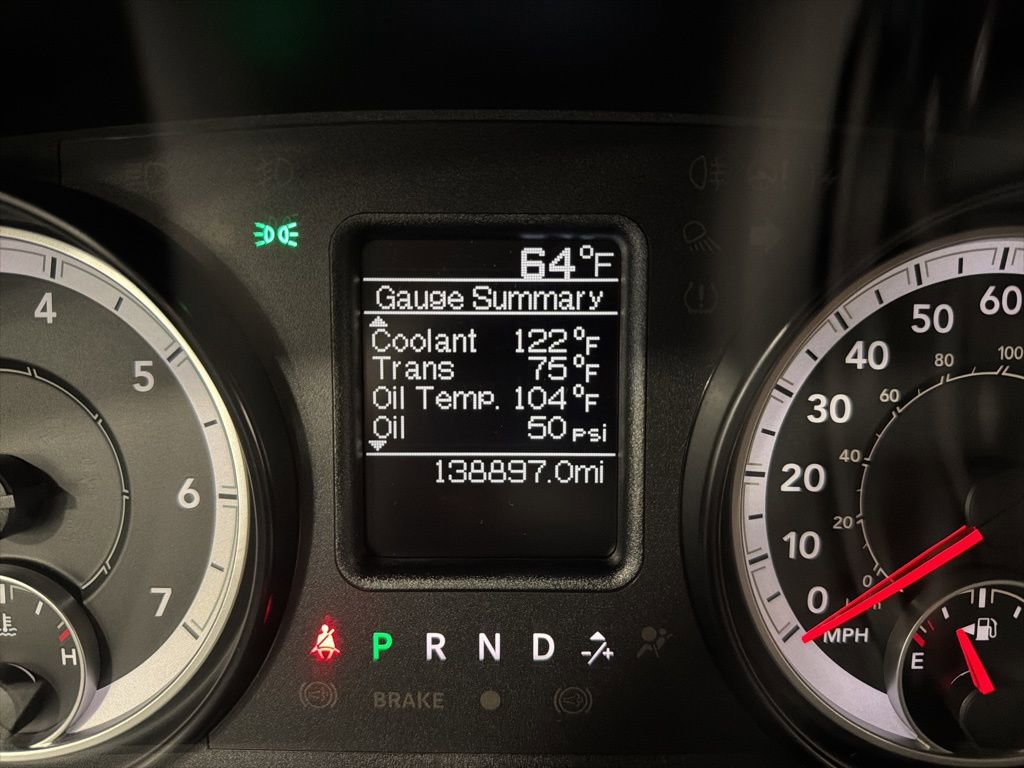 64°F
Gauge Summary
Coolant 122°F
Trans 75°F
Oil Temp. 104°F
Oil 50 psi
138897.0mi
4
5
6
7
H
60
50
40
30
20
10
0
MPH
100
80
60
40
20
0
E
P R N D -/+
BRAKE